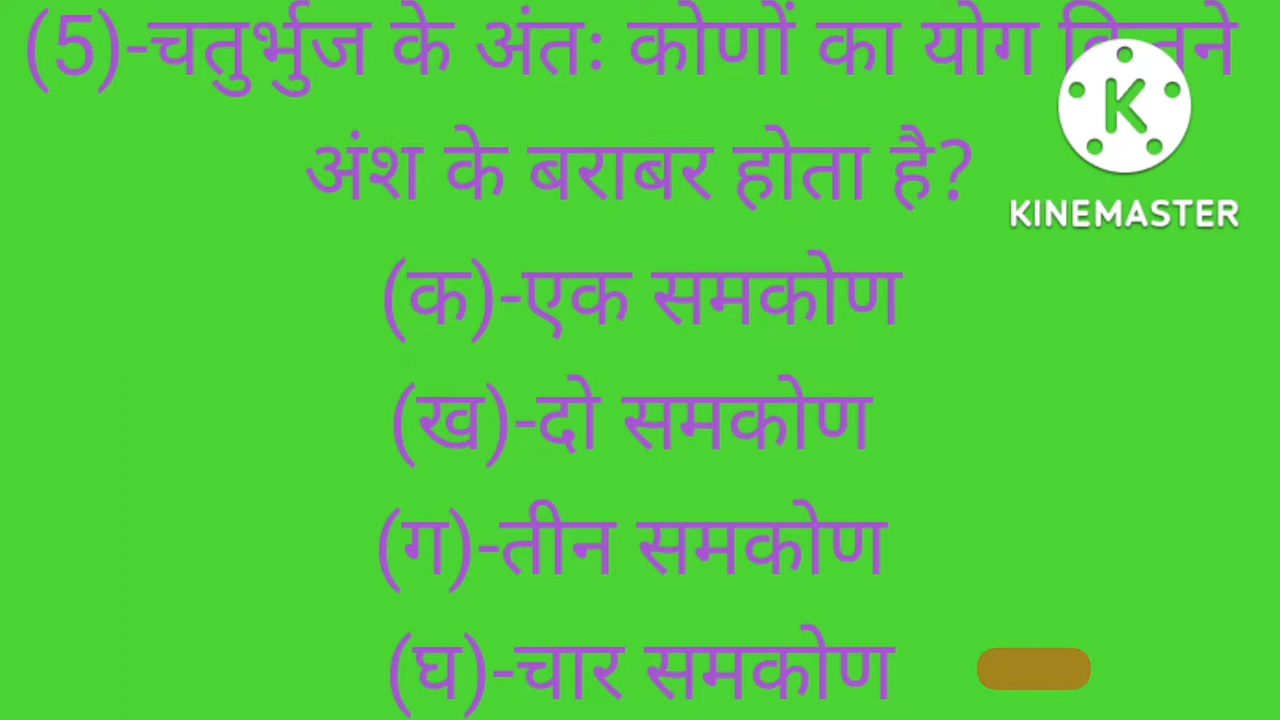 (5)-चतुर्भुज के अंतः कोणों का योग
अंश के बराबर होता है?
K
KINEMASTER
(क)-एक समकोण
(ख)-दो समकोण
(ग)-तीन समकोण
(घ)-चार समकोण